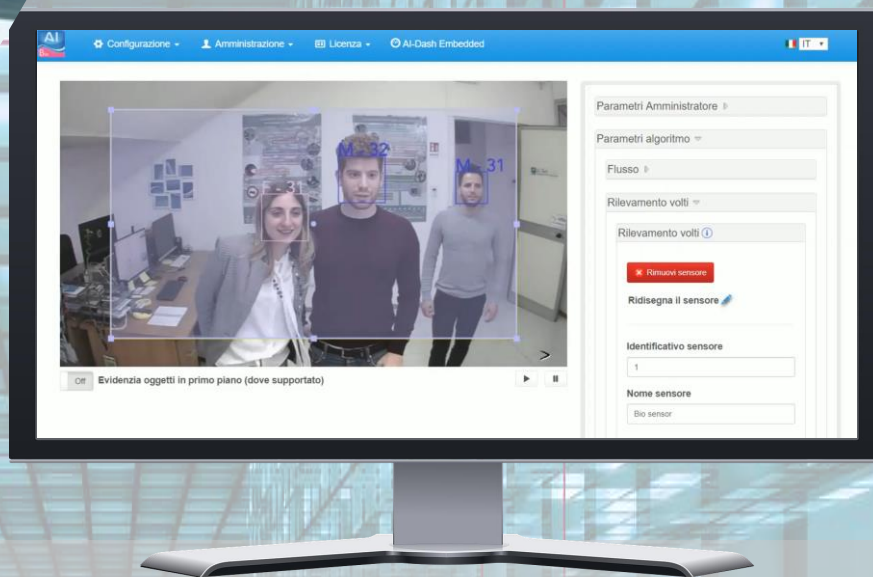 AI
Configurazione
Amministrazione
Licenza
AI-Dash Embedded
IT
M - 32
M - 31
F - 31
Parametri Amministratore
Parametri algoritmo
Flusso
Rilevamento volti
Rilevamento volti
Rimuovi sensore
Ridisegna il sensore
Identificativo sensore
1
Nome sensore
Bio sensor
Off
Evidenzia oggetti in primo piano (dove supportato)